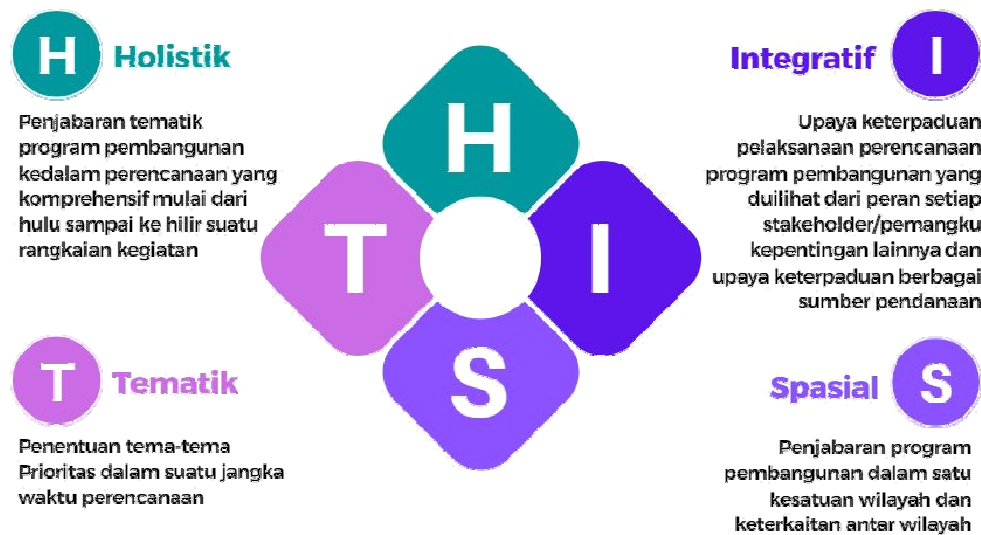 H Holistik
Penjabaran tematik
program pembangunan
kedalam perencanaan yang
komprehensif mulai dari
hulu sampai ke hilir suatu
rangkaian kegiatan
Integratif I
Upaya keterpaduan
pelaksanaan perencanaan
program pembangunan yang
duilihat dari peran setiap
stakeholder/pemangku
kepentingan lainnya dan
upaya keterpaduan berbagai
sumber pendanaan
H
T
I
S
T Tematik
Penentuan tema-tema
Prioritas dalam suatu jangka
waktu perencanaan
Spasial S
Penjabaran program
pembangunan dalam satu
kesatuan wilayah dan
keterkaitan antar wilayah